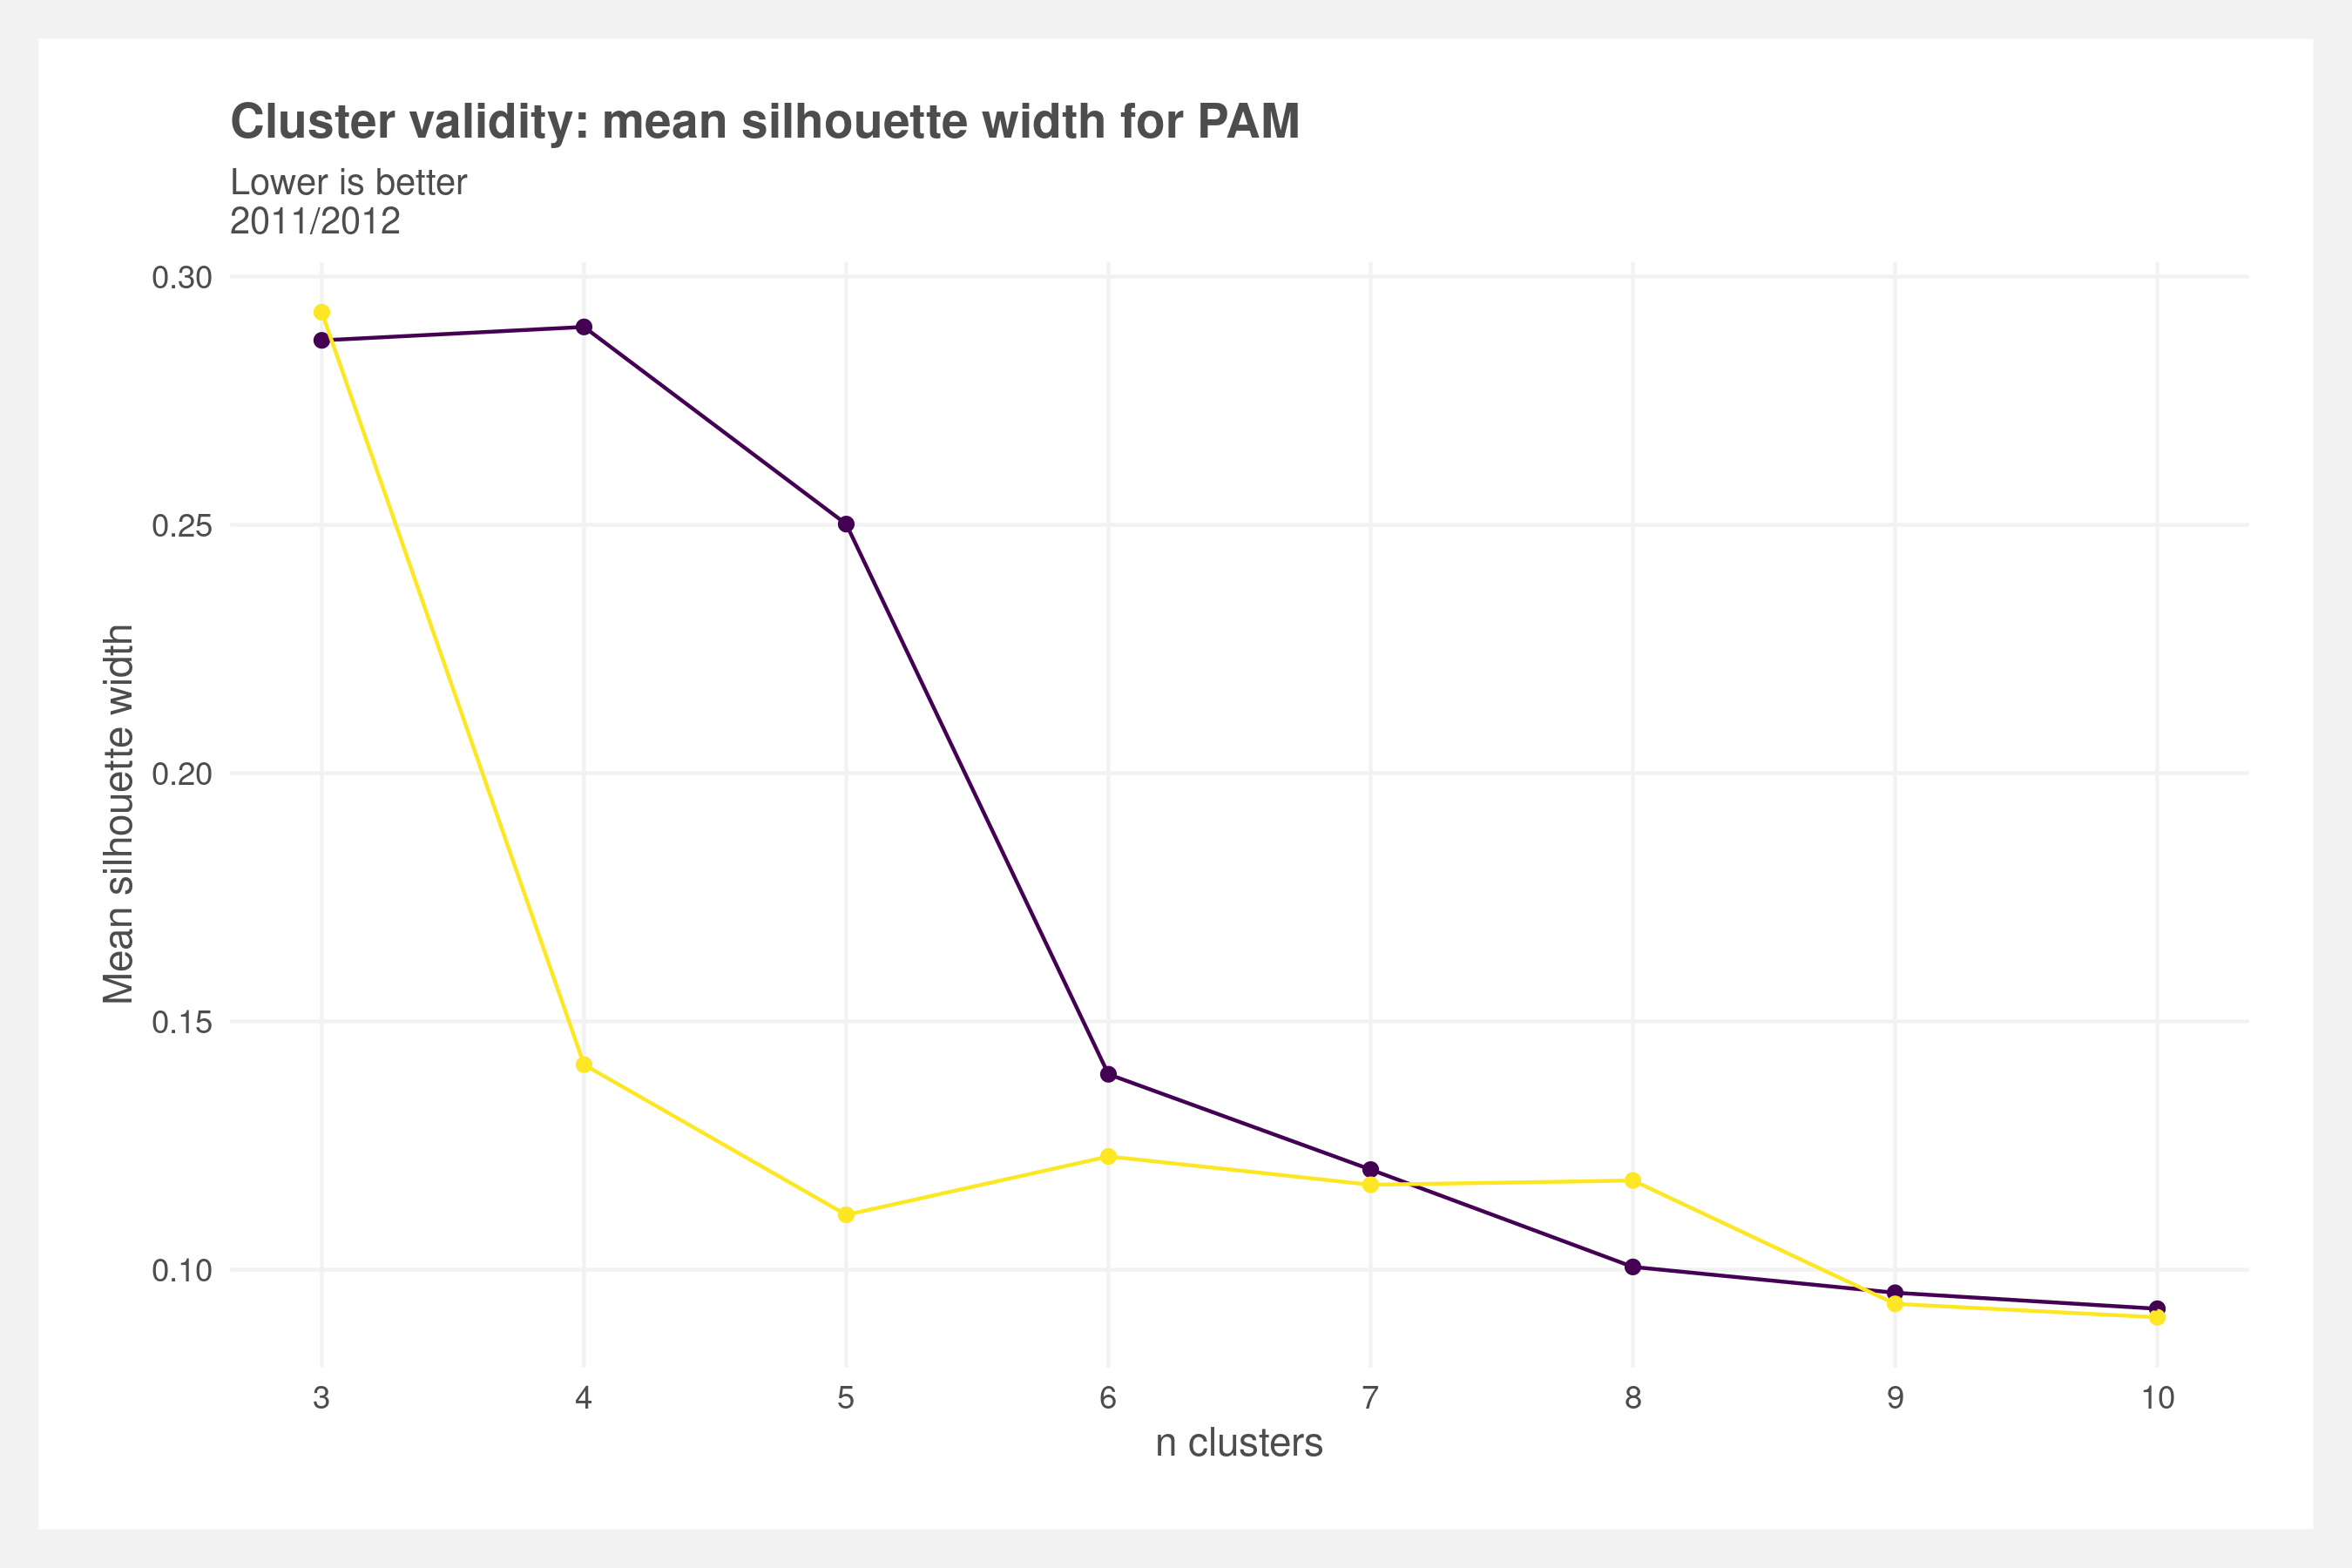 Cluster validity: mean silhouette width for PAM
Lower is better
2011/2012
0.30
0.25
0.20
0.15
0.10
Mean silhouette width
3 4 5 6 7 8 9 10
n clusters